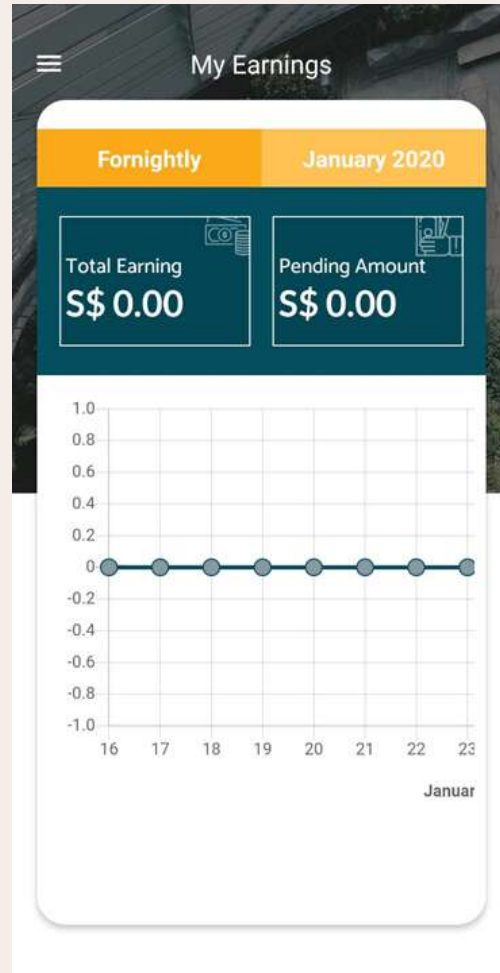 My Earnings
Fornightly
January 2020
Total Earning
S$ 0.00
Pending Amount
S$ 0.00
1.0
0.8
0.6
0.4
0.2
0
-0.2
-0.4
-0.6
-0.8
-1.0
16 17 18 19 20 21 22 23
Januar